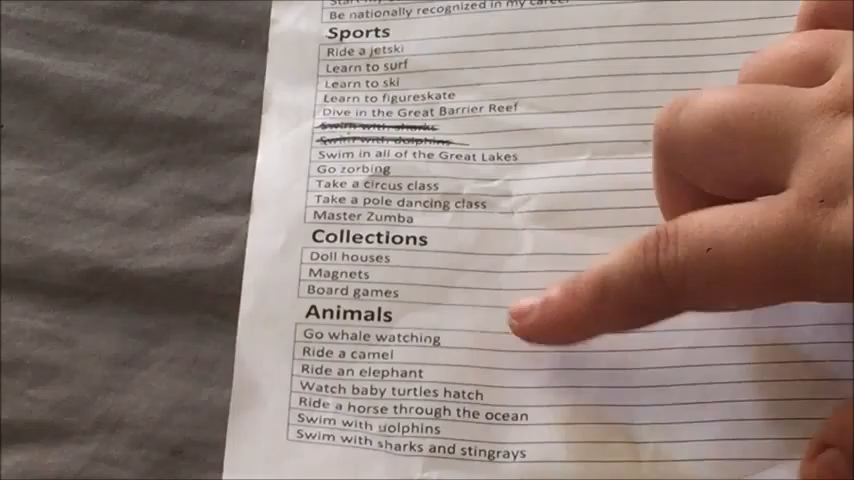 Be nationally recognized in my career
Sports
Ride a jetski
Learn to surf
Learn to ski
Learn to figureskate
Dive in the Great Barrier Reef
Swim with sharks
Swim with dolphins
Swim in all of the Great Lakes
Go zorbing
Take a circus class
Take a pole dancing class
Master Zumba
Collections
Doll houses
Magnets
Board games
Animals
Go whale watching
Ride a camel
Ride an elephant
Watch baby turtles hatch
Ride a horse through the ocean
Swim with dolphins
Swim with sharks and stingrays